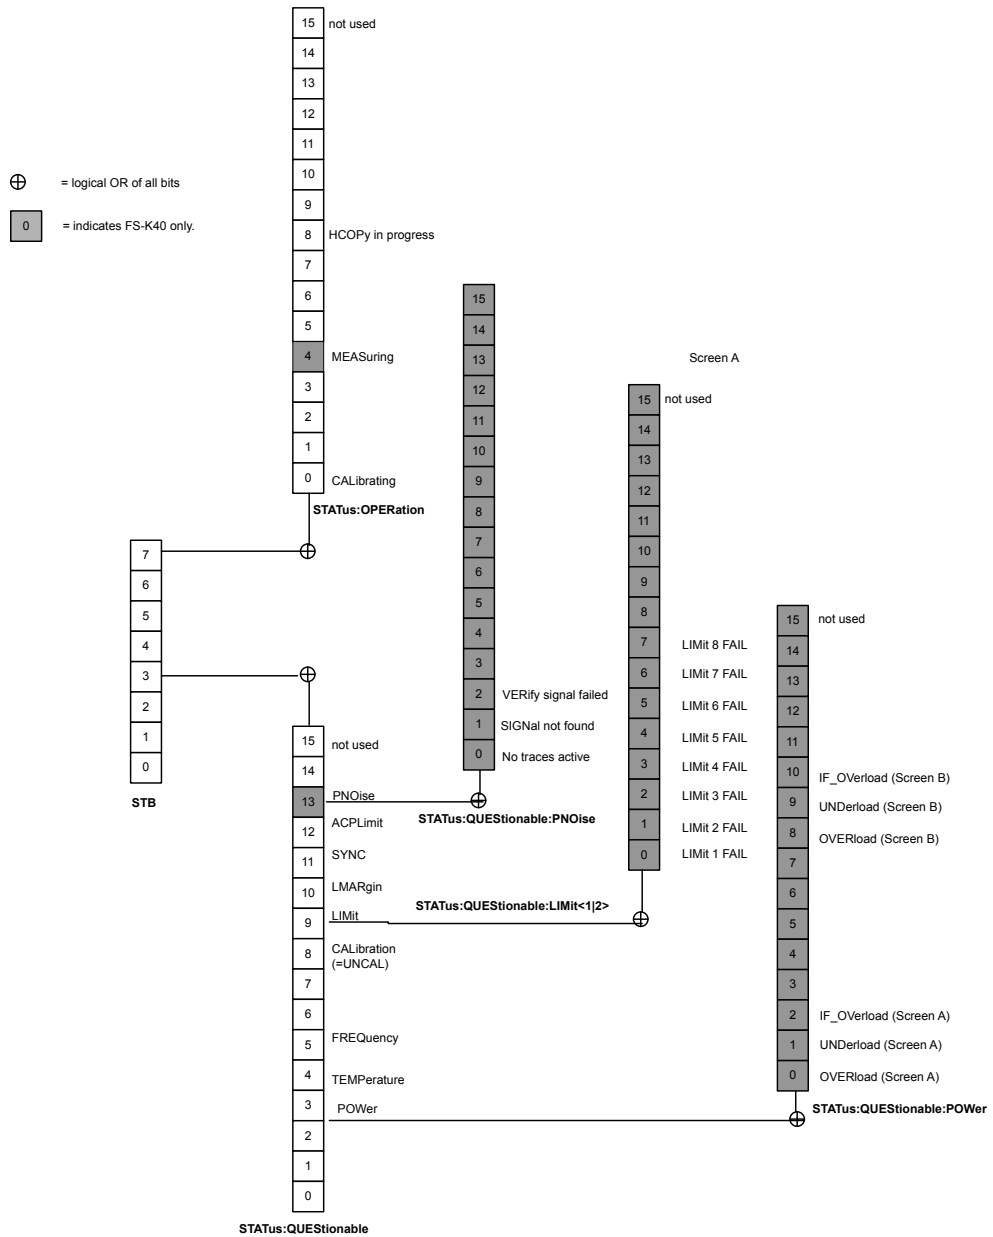 15 not used
14
13
12
11
10
9
8 HCOPy in progress
7
6
5
4 MEASuring
3
2
1
0 CALibrating
STATus:OPERation
= logical OR of all bits
0 = indicates FS-K40 only.
7
6
5
4
3
2
1
0
STB
15 not used
14
13 PNOise
12 ACPLimit
11 SYNC
10 LMARgin
9 LIMit
8 CALibration
(=UNCAL)
7
6
5 FREQuency
4 TEMPerature
3 POWer
2
1
0
STATus:QUEStionable
15
14
13
12
11
10
9
8
7
6
5
4
3
2 VERify signal failed
1 SIGNal not found
0 No traces active
STATus:QUEStionable:PNOise
Screen A
15 not used
14
13
12
11
10
9
8
7 LIMit 8 FAIL
6 LIMit 7 FAIL
5 LIMit 6 FAIL
4 LIMit 5 FAIL
3 LIMit 4 FAIL
2 LIMit 3 FAIL
1 LIMit 2 FAIL
0 LIMit 1 FAIL
STATus:QUEStionable:LIMit<1|2>
15 not used
14
13
12
11
10 IF_OVerload (Screen B)
9 UNDerload (Screen B)
8 OVERload (Screen B)
7
6
5
4
3
2 IF_OVerload (Screen A)
1 UNDerload (Screen A)
0 OVERload (Screen A)
STATus:QUEStionable:POWer